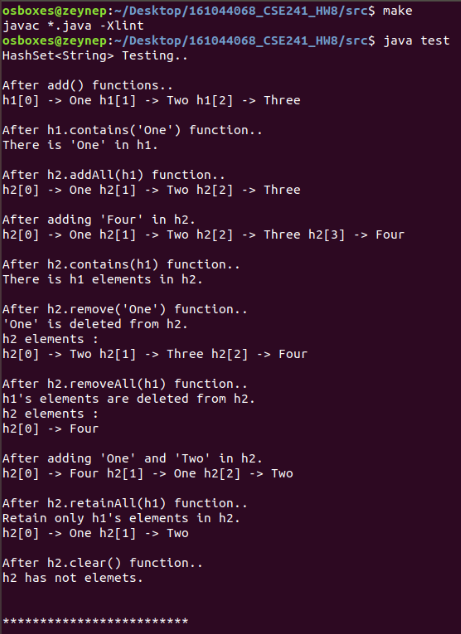 osboxes@zeynep:~/Desktop/161044068_CSE241_HW8/src$ make
javac *.java -Xlint
osboxes@zeynep:~/Desktop/161044068_CSE241_HW8/src$ java test
HashSet<String> Testing..
After add() functions..
h1[0] -> One h1[1] -> Two h1[2] -> Three
After h1.contains('One') function..
There is 'One' in h1.
After h2.addAll(h1) function..
h2[0] -> One h2[1] -> Two h2[2] -> Three
After adding 'Four' in h2.
h2[0] -> One h2[1] -> Two h2[2] -> Three h2[3] -> Four
After h2.contains(h1) function..
There is h1 elements in h2.
After h2.remove('One') function..
'One' is deleted from h2.
h2 elements :
h2[0] -> Two h2[1] -> Three h2[2] -> Four
After h2.removeAll(h1) function..
h1's elements are deleted from h2.
h2 elements :
h2[0] -> Four
After adding 'One' and 'Two' in h2.
h2[0] -> Four h2[1] -> One h2[2] -> Two
After h2.retainAll(h1) function..
Retain only h1's elements in h2.
h2[0] -> One h2[1] -> Two
After h2.clear() function..
h2 has not elemets.
*************************